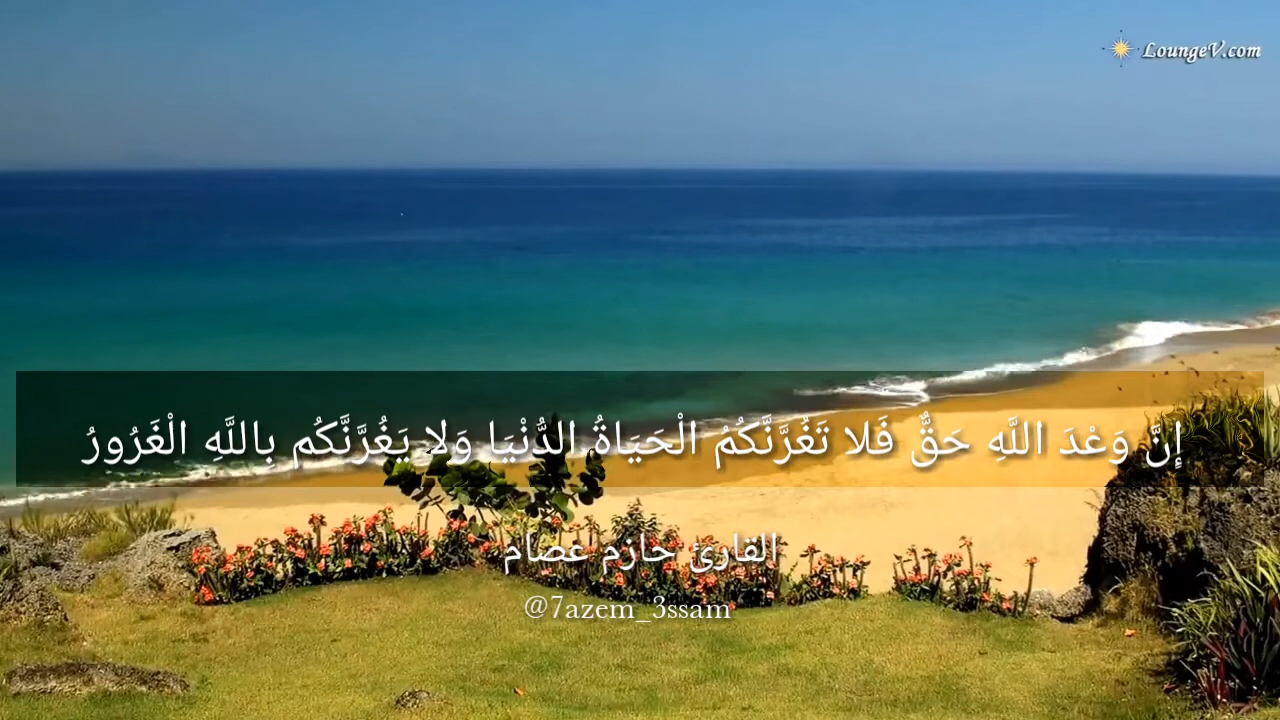 LoungeV.com
إِنَّ وَعْدَ اللَّهِ حَقٌّ فَلا تَغُرَّنَّكُمُ الْحَيَاةُ الدُّنْيَا وَلا يَغُرَّنَّكُم بِاللَّهِ الْغَرُورُ
القارئ حازم عصام
@7azem_3ssam